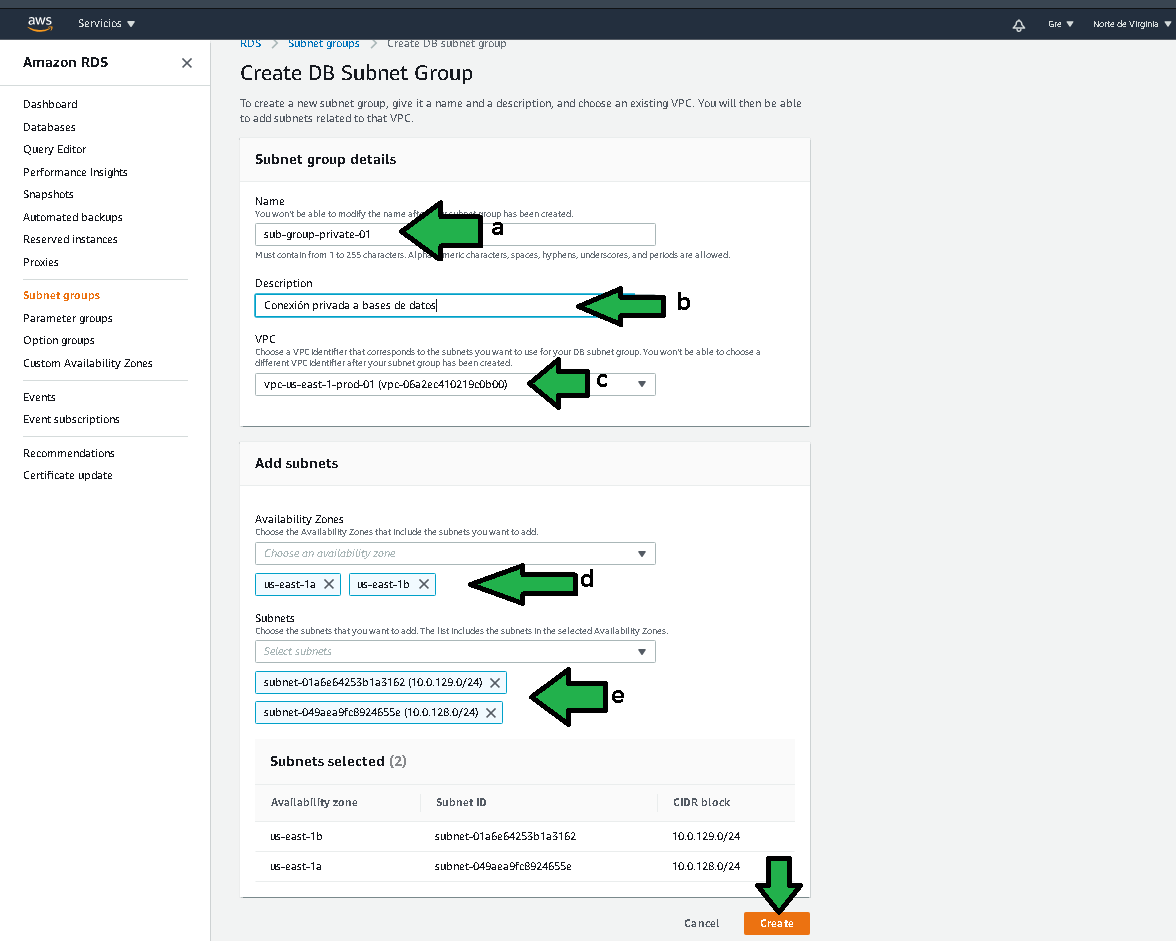 aws
Servicios
Gre
Norte de Virginia
Amazon RDS
Dashboard
Databases
Query Editor
Performance Insights
Snapshots
Automated backups
Reserved instances
Proxies
Subnet groups
Parameter groups
Option groups
Custom Availability Zones
Events
Event subscriptions
Recommendations
Certificate update
RDS > Subnet groups > Create DB subnet group
Create DB Subnet Group
To create a new subnet group, give it a name and a description, and choose an existing VPC. You will then be able
to add subnets related to that VPC.
Subnet group details
Name
You won't be able to modify the name subnet group has been created.
sub-group-private-01
a
Must contain from 1 to 255 characters. characters, spaces, hyphens, underscores, and periods are allowed.
Description
Conexión privada a bases de datos
b
VPC
Choose a VPC identifier that corresponds to the subnets you want to use for your DB subnet group. You won't be able to choose a
different VPC identifier after your subnet group has been created.
vpc-us-east-1-prod-01 (vpc-06a2ec410219c0b00)
c
Add subnets
Availability Zones
Choose the Availability Zones that include the subnets you want to add.
Choose an availability zone
us-east-1a
us-east-1b
d
Subnets
Choose the subnets that you want to add. The list includes the subnets in the selected Availability Zones.
Select subnets
subnet-01a6e64253b1a3162 (10.0.129.0/24)
e
subnet-049aea9fc8924655e (10.0.128.0/24)
Subnets selected (2)
Availability zone Subnet ID CIDR block
us-east-1b subnet-01a6e64253b1a3162 10.0.129.0/24
us-east-1a subnet-049aea9fc8924655e 10.0.128.0/24
Cancel
Create